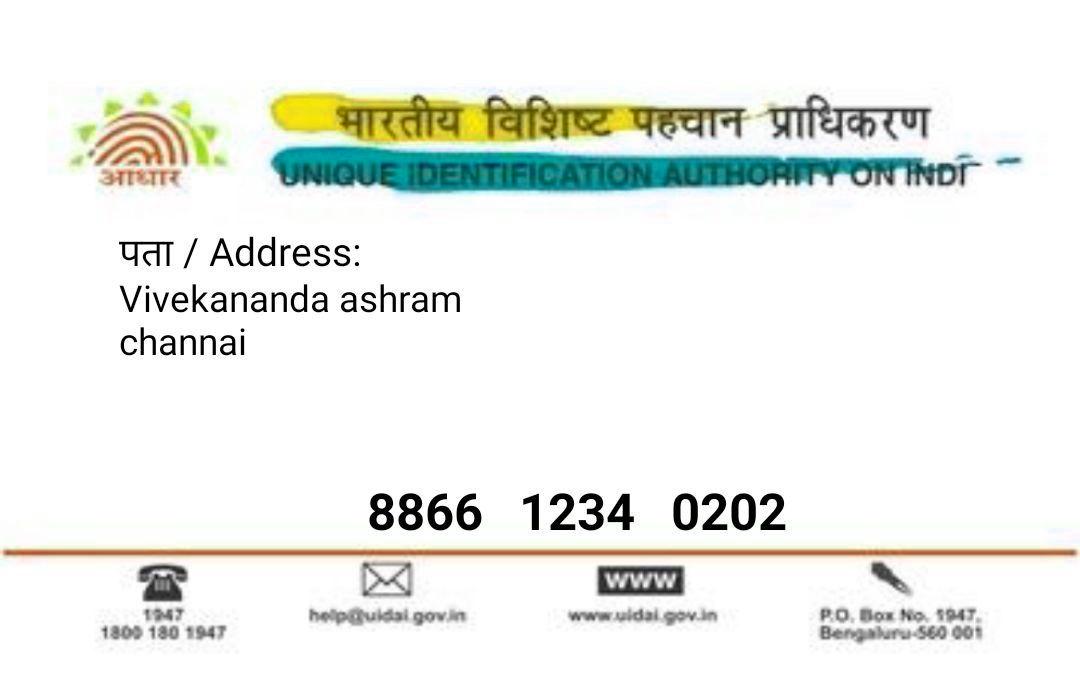 भारतीय विशिष्ट पहचान प्राधिकरण
UNIQUE IDENTIFICATION AUTHORITY ON INDI
आधार
पता / Address:
Vivekananda ashram
channai
8866 1234 0202
1947
1800 180 1947
help@uidai.gov.in
WWW
www.uidai.gov.in
P.O. Box No. 1947,
Bengaluru-560 001